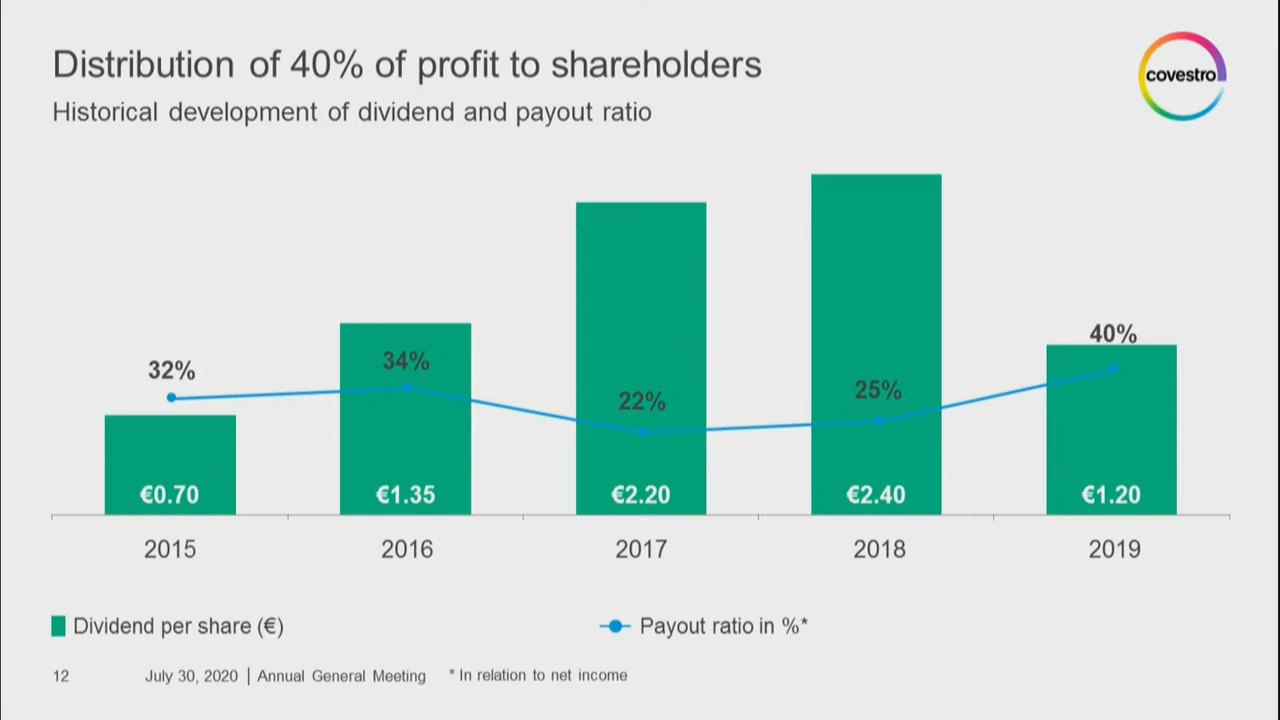 Distribution of 40% of profit to shareholders
covestro
Historical development of dividend and payout ratio
32%
34%
22%
25%
40%
€0.70
€1.35
€2.20
€2.40
€1.20
2015
2016
2017
2018
2019
Dividend per share (€)
Payout ratio in %*
12
July 30, 2020 | Annual General Meeting
* In relation to net income